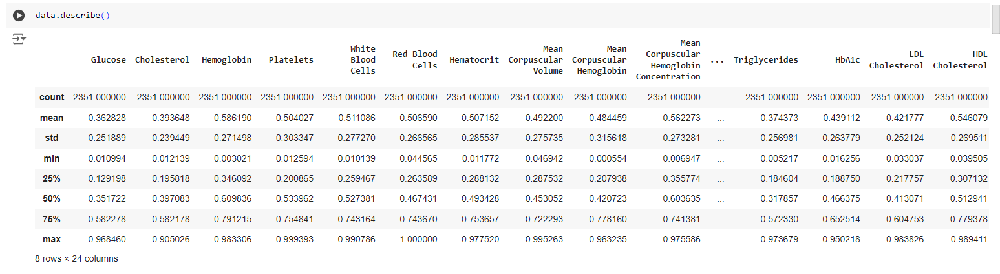 data.describe()
Glucose Cholesterol Hemoglobin Platelets White Blood Cells Red Blood Cells Hematocrit Mean Corpuscular Volume Mean Corpuscular Hemoglobin Mean Corpuscular Hemoglobin Concentration ... Triglycerides HbA1c LDL Cholesterol HDL Cholesterol
count 2351.000000 2351.000000 2351.000000 2351.000000 2351.000000 2351.000000 2351.000000 2351.000000 2351.000000 2351.000000 ... 2351.000000 2351.000000 2351.000000 2351.000000
mean 0.362828 0.393648 0.586190 0.504027 0.511086 0.506590 0.507152 0.492200 0.484459 0.562273 ... 0.374373 0.439112 0.421777 0.546079
std 0.251889 0.239449 0.271498 0.303347 0.277270 0.266565 0.285537 0.275735 0.315618 0.273281 ... 0.256981 0.263779 0.252124 0.269511
min 0.010994 0.012139 0.003021 0.012594 0.010139 0.044565 0.011772 0.046942 0.000554 0.006947 ... 0.005217 0.016256 0.033037 0.039505
25% 0.129198 0.195818 0.346092 0.200865 0.259467 0.263589 0.288132 0.287532 0.207938 0.355774 ... 0.184604 0.188750 0.217757 0.307132
50% 0.351722 0.397083 0.609836 0.533962 0.527381 0.467431 0.493428 0.453052 0.420723 0.603635 ... 0.317857 0.466375 0.413071 0.512941
75% 0.582278 0.582178 0.791215 0.754841 0.743164 0.743670 0.753657 0.722293 0.778160 0.741381 ... 0.572330 0.652514 0.604753 0.779378
max 0.968460 0.905026 0.983306 0.999393 0.990786 1.000000 0.977520 0.995263 0.963235 0.975586 ... 0.973679 0.950218 0.983826 0.989411
8 rows × 24 columns